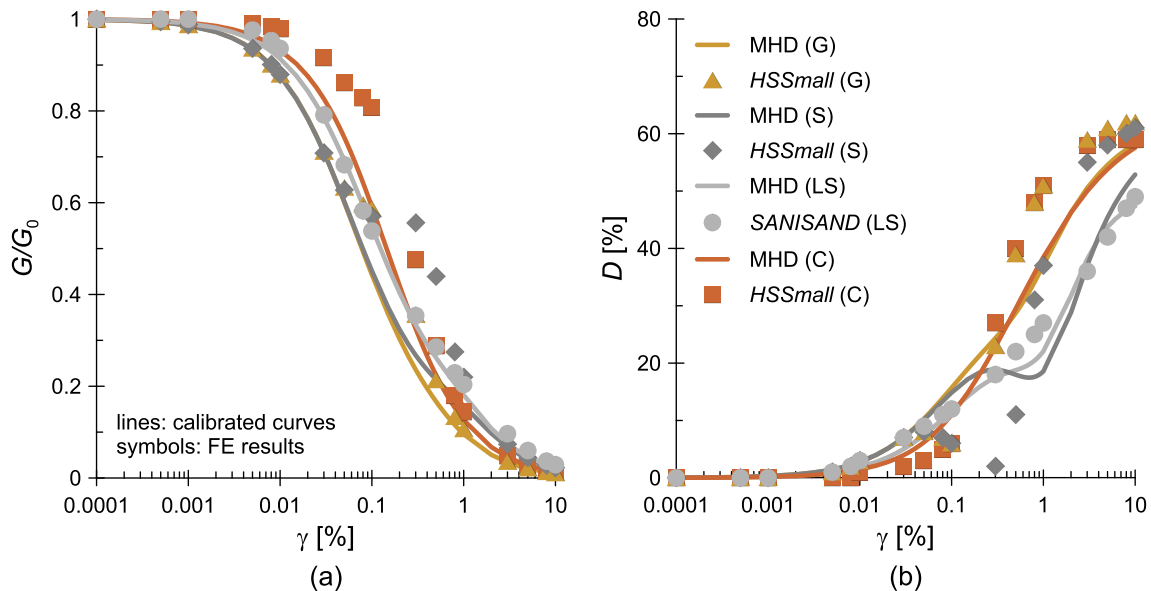 1
0.8
0.6
0.4
0.2
0
G/G₀
lines: calibrated curves
symbols: FE results
0.0001 0.001 0.01 0.1 1 10
γ [%]
(a)
80
60
40
20
0
D [%]
MHD (G)
HSSmall (G)
MHD (S)
HSSmall (S)
MHD (LS)
SANISAND (LS)
MHD (C)
HSSmall (C)
0.0001 0.001 0.01 0.1 1 10
γ [%]
(b)